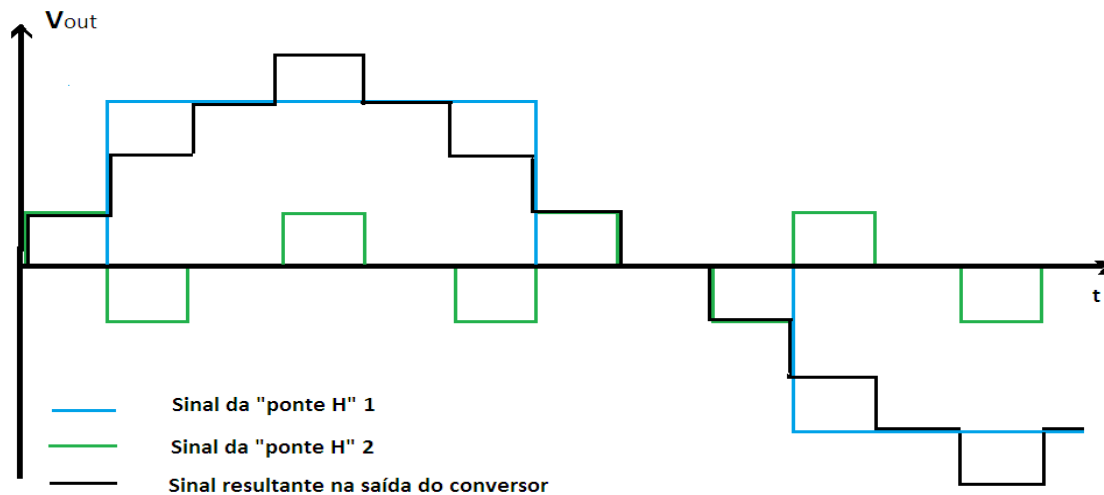 Vout
t
Sinal da "ponte H" 1
Sinal da "ponte H" 2
Sinal resultante na saída do conversor